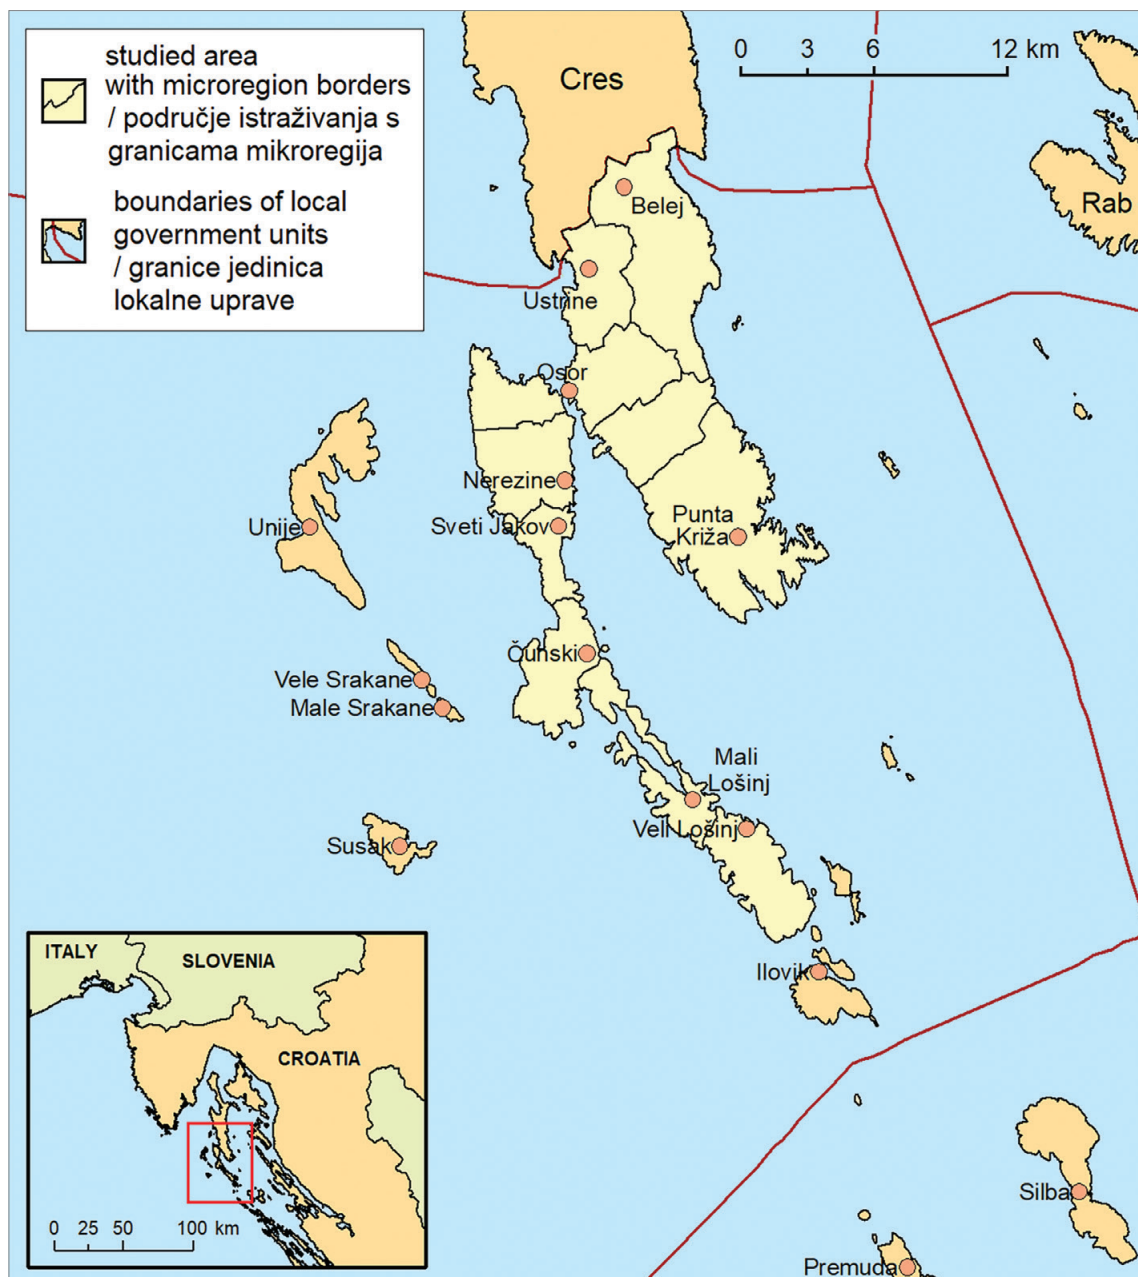 studied area
with microregion borders
/ područje istraživanja s
granicama mikroregija
boundaries of local
government units
/ granice jedinica
lokalne uprave
0 3 6 12 km
Cres
Rab
Belej
Ustrine
Osor
Nerezine
Unije
Sveti Jakov
Punta
Križa
Čunski
Vele Srakane
Male Srakane
Mali
Lošinj
Veli Lošinj
Susak
Ilovik
Silba
Premuda
ITALY
SLOVENIA
CROATIA
0 25 50 100 km